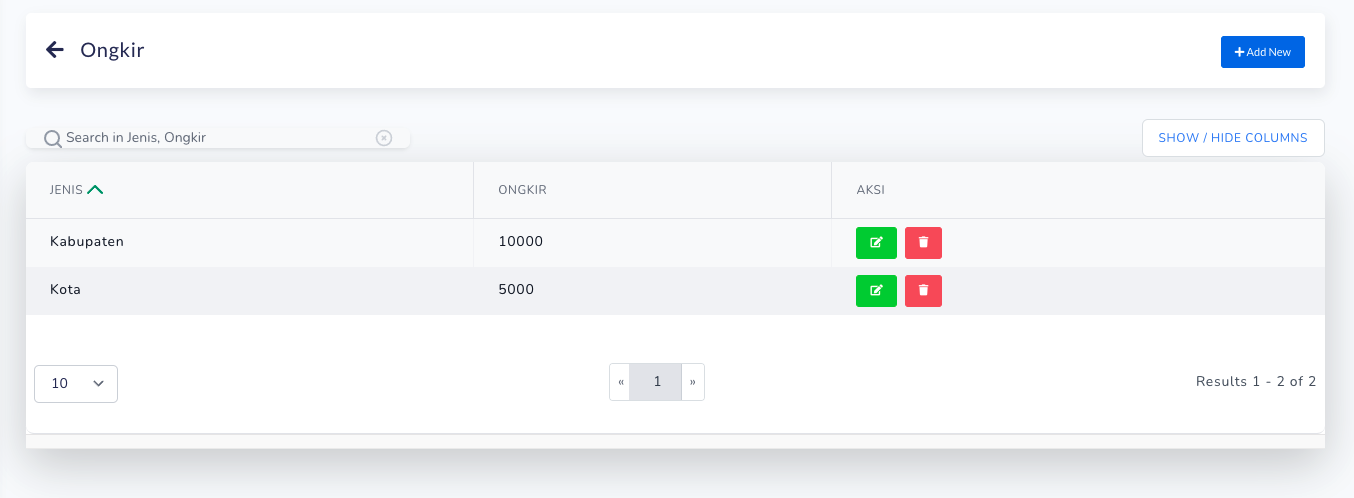 Ongkir
Add New
Search in Jenis, Ongkir
SHOW / HIDE COLUMNS
JENIS ONGKIR AKSI
Kabupaten 10000
Kota 5000
10 « 1 » Results 1 - 2 of 2